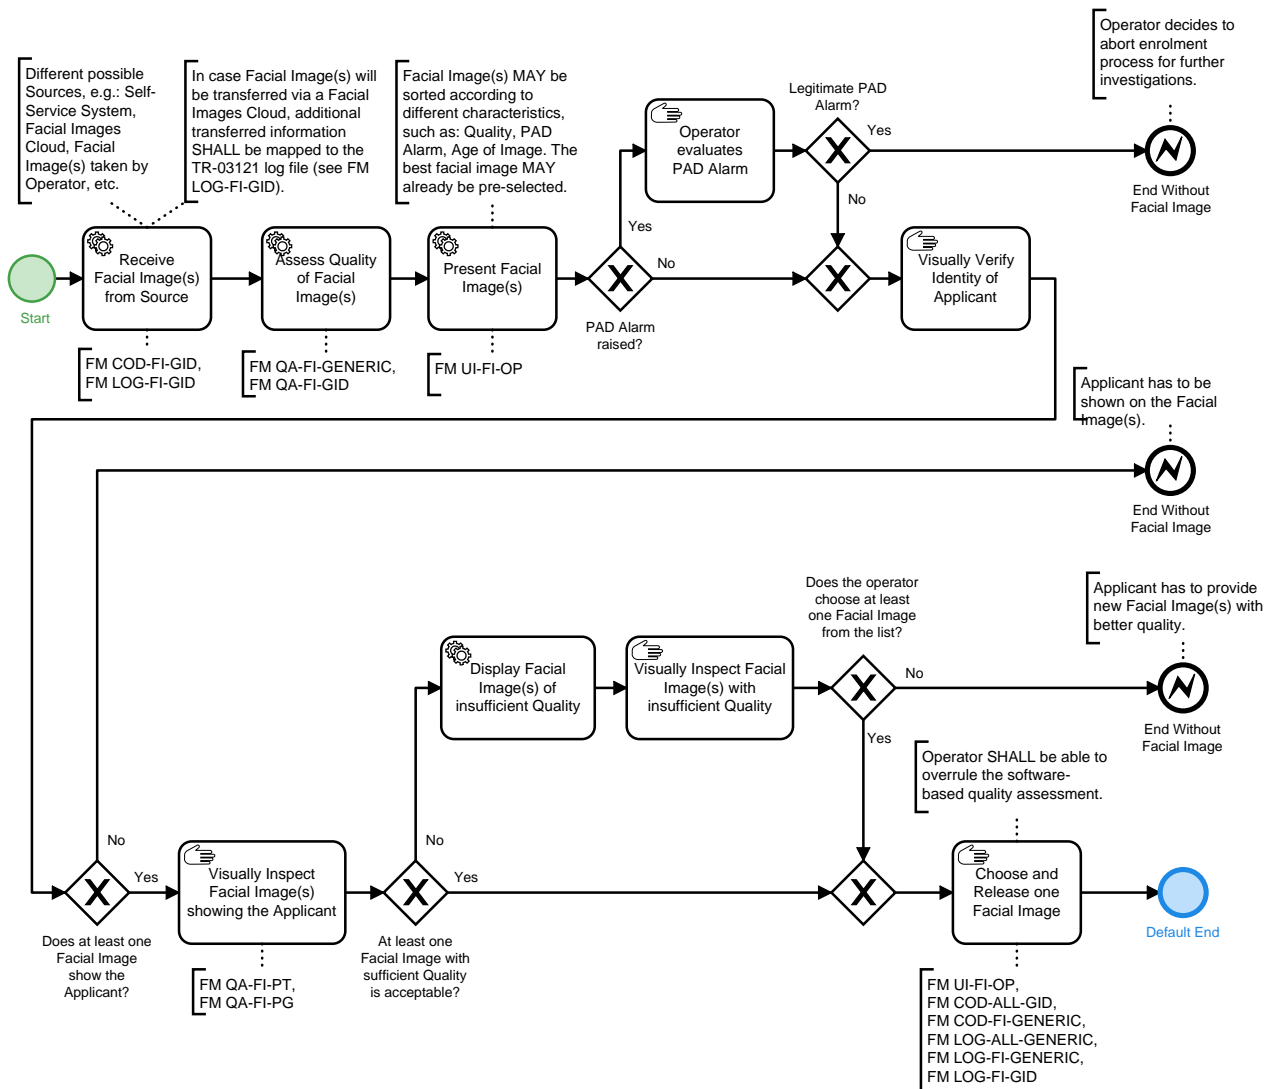 Different possible
Sources, e.g.: Self-
Service System,
Facial Images
Cloud, Facial
Image(s) taken by
Operator, etc.
In case Facial Image(s) will
be transferred via a Facial
Images Cloud, additional
transferred information
SHALL be mapped to the
TR-03121 log file (see FM
LOG-FI-GID).
Facial Image(s) MAY be
sorted according to
different characteristics,
such as: Quality, PAD
Alarm, Age of Image. The
best facial image MAY
already be pre-selected.
Operator
evaluates
PAD Alarm
Legitimate PAD
Alarm?
Yes
No
Operator decides to
abort enrolment
process for further
investigations.
End Without
Facial Image
Start
Receive
Facial Image(s)
from Source
Assess Quality
of Facial
Image(s)
Present Facial
Image(s)
Yes
No
PAD Alarm
raised?
Visually Verify
Identity of
Applicant
FM COD-FI-GID,
FM LOG-FI-GID
FM QA-FI-GENERIC,
FM QA-FI-GID
FM UI-FI-OP
Applicant has to be
shown on the Facial
Image(s).
End Without
Facial Image
Does the operator
choose at least
one Facial Image
from the list?
Applicant has to provide
new Facial Image(s) with
better quality.
Display Facial
Image(s) of
insufficient Quality
Visually Inspect Facial
Image(s) with
insufficient Quality
No
Yes
End Without
Facial Image
Operator SHALL be able to
overrule the software-
based quality assessment.
No
Yes
Does at least one
Facial Image
show the
Applicant?
Visually Inspect
Facial Image(s)
showing the Applicant
No
Yes
At least one
Facial Image with
sufficient Quality
is acceptable?
Choose and
Release one
Facial Image
Default End
FM QA-FI-PT,
FM QA-FI-PG
FM UI-FI-OP,
FM COD-ALL-GID,
FM COD-FI-GENERIC,
FM LOG-ALL-GENERIC,
FM LOG-FI-GENERIC,
FM LOG-FI-GID